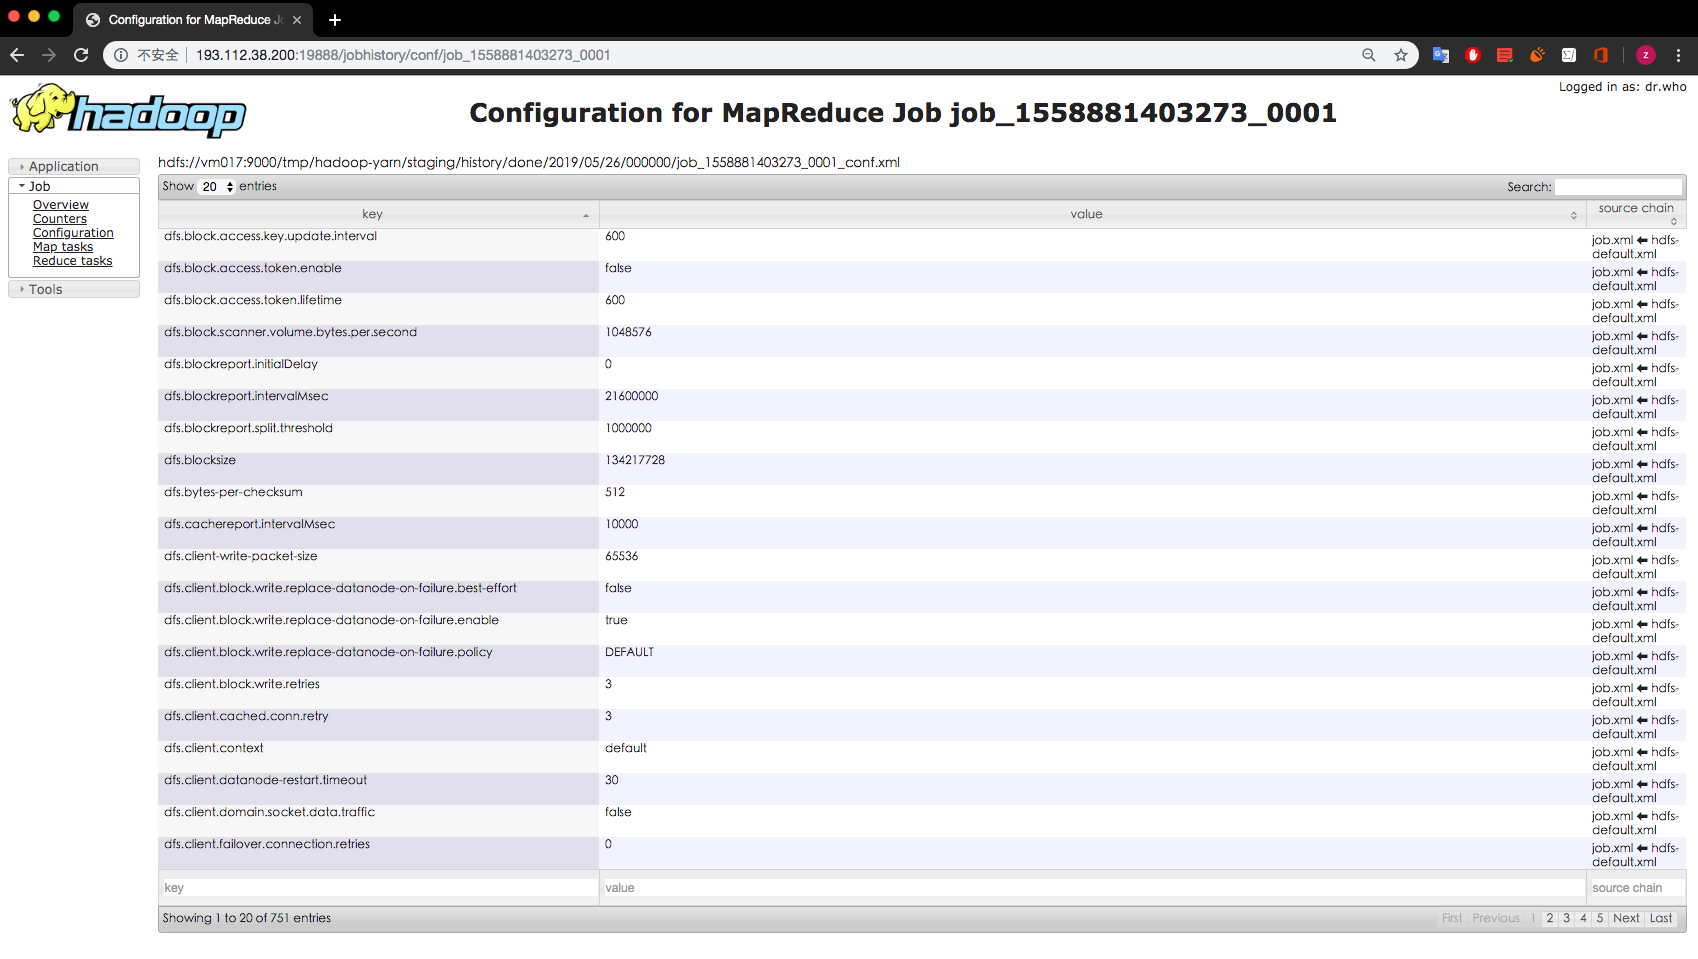 Configuration for MapReduce J
不安全 193.112.38.200:19888/jobhistory/conf/job_1558881403273_0001
Logged in as: dr.who
hadoop
Configuration for MapReduce Job job_1558881403273_0001
Application
Job
Overview
Counters
Configuration
Map tasks
Reduce tasks
Tools
hdfs://vm017:9000/tmp/hadoop-yarn/staging/history/done/2019/05/26/000000/job_1558881403273_0001_conf.xml
Show 20 entries Search:
key value source chain
dfs.block.access.key.update.interval 600 job.xml ⬅ hdfs-
default.xml
dfs.block.access.token.enable false job.xml ⬅ hdfs-
default.xml
dfs.block.access.token.lifetime 600 job.xml ⬅ hdfs-
default.xml
dfs.block.scanner.volume.bytes.per.second 1048576 job.xml ⬅ hdfs-
default.xml
dfs.blockreport.initialDelay 0 job.xml ⬅ hdfs-
default.xml
dfs.blockreport.intervalMsec 21600000 job.xml ⬅ hdfs-
default.xml
dfs.blockreport.split.threshold 1000000 job.xml ⬅ hdfs-
default.xml
dfs.blocksize 134217728 job.xml ⬅ hdfs-
default.xml
dfs.bytes-per-checksum 512 job.xml ⬅ hdfs-
default.xml
dfs.cachereport.intervalMsec 10000 job.xml ⬅ hdfs-
default.xml
dfs.client-write-packet-size 65536 job.xml ⬅ hdfs-
default.xml
dfs.client.block.write.replace-datanode-on-failure.best-effort false job.xml ⬅ hdfs-
default.xml
dfs.client.block.write.replace-datanode-on-failure.enable true job.xml ⬅ hdfs-
default.xml
dfs.client.block.write.replace-datanode-on-failure.policy DEFAULT job.xml ⬅ hdfs-
default.xml
dfs.client.block.write.retries 3 job.xml ⬅ hdfs-
default.xml
dfs.client.cached.conn.retry 3 job.xml ⬅ hdfs-
default.xml
dfs.client.context default job.xml ⬅ hdfs-
default.xml
dfs.client.datanode-restart.timeout 30 job.xml ⬅ hdfs-
default.xml
dfs.client.domain.socket.data.traffic false job.xml ⬅ hdfs-
default.xml
dfs.client.failover.connection.retries 0 job.xml ⬅ hdfs-
default.xml
key value source chain
Showing 1 to 20 of 751 entries First Previous 1 2 3 4 5 Next Last